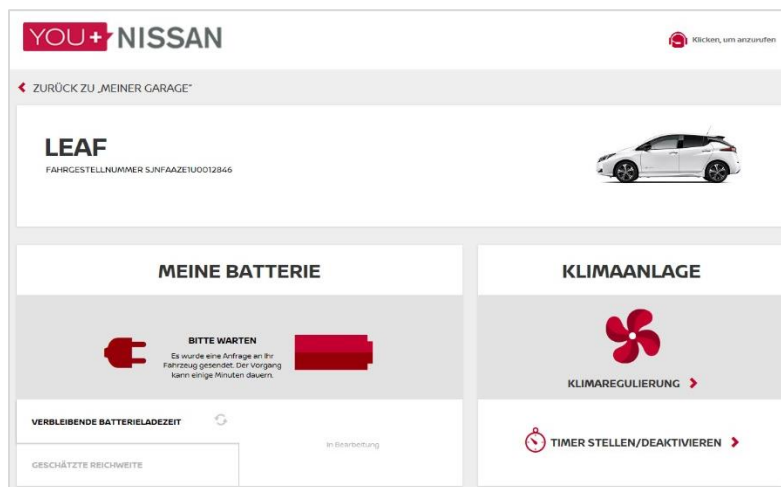 YOU+ NISSAN
Klicken, um anzurufen
ZURÜCK ZU „MEINER GARAGE"
LEAF
FAHRGESTELLNUMMER SJNFAAZE1U0012846
MEINE BATTERIE
BITTE WARTEN
Es wurde eine Anfrage an Ihr
Fahrzeug gesendet. Der Vorgang
kann einige Minuten dauern.
VERBLEIBENDE BATTERIELADEZEIT
In Bearbeitung
GESCHÄTZTE REICHWEITE
KLIMAANLAGE
KLIMAREGULIERUNG
TIMER STELLEN/DEAKTIVIEREN